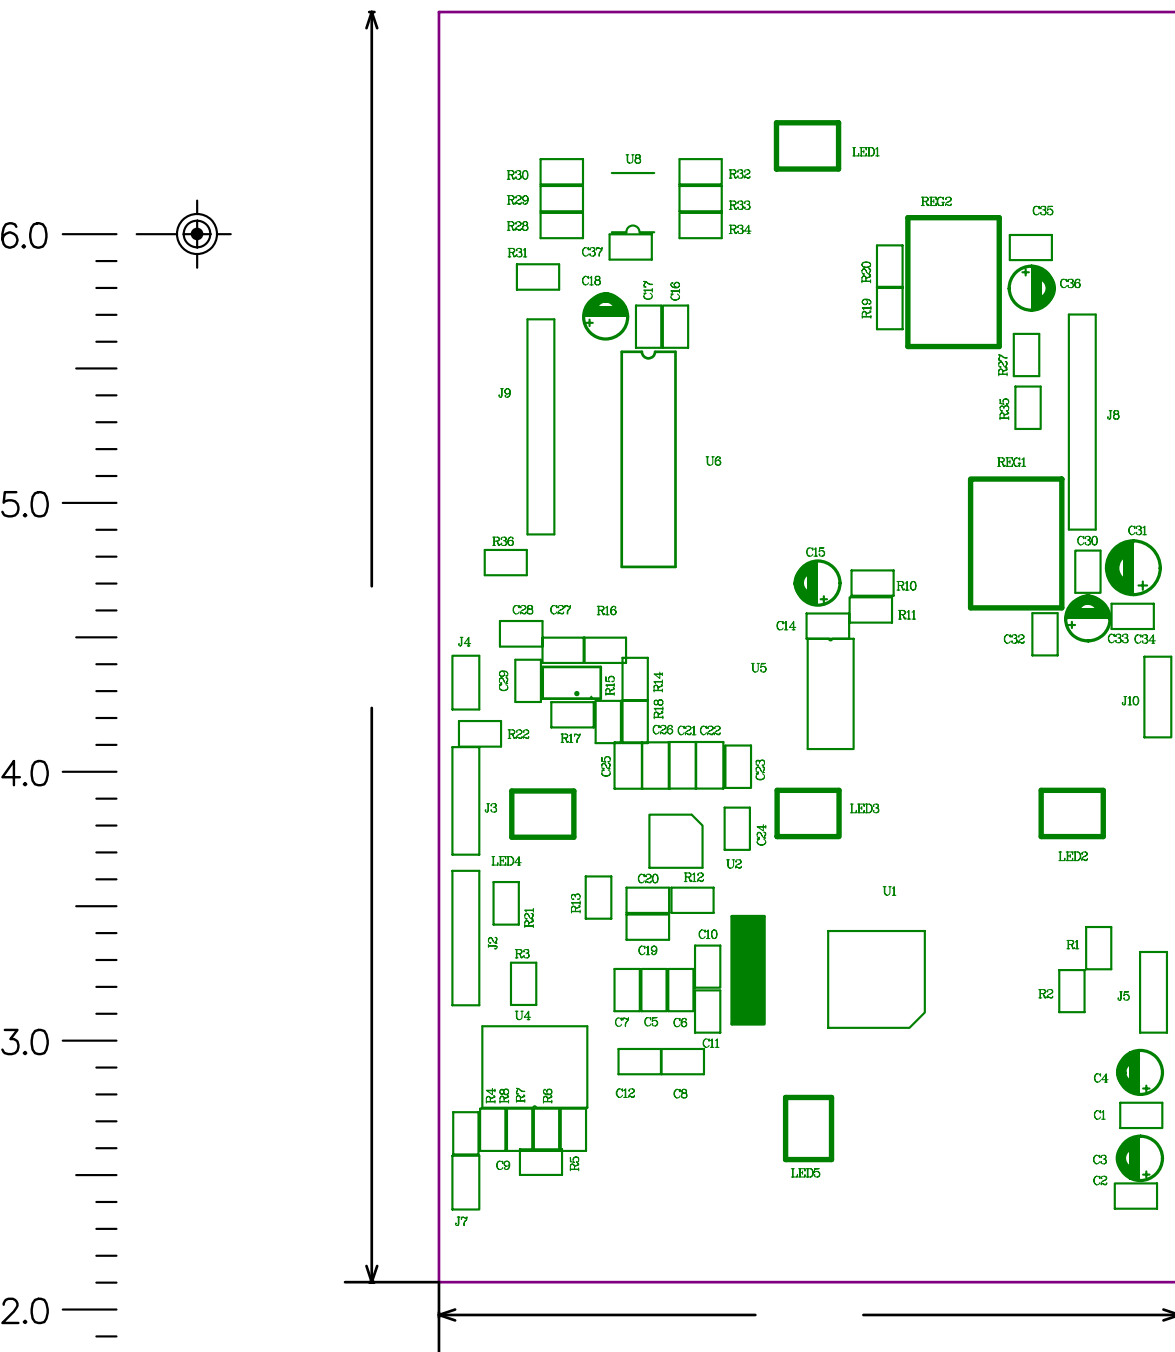 LED1
U8
R30
R32
R29
R33
REG2
C35
R28
R34
6.0
R31
C37
C18
C17
C16
R20
C36
R19
R27
J9
R35
J8
U6
REG1
5.0
R36
C15
C30
C31
R10
C28
C27
R16
R11
J4
C14
C32
C33
C34
C29
R15
R14
U5
R18
J10
R22
R17
C26
C21
C22
4.0
C25
C23
J3
LED3
C24
LED4
U2
LED2
C20
R12
U1
R13
R21
J2
R3
C19
C10
R1
R2
J5
U4
C7
C5
C6
3.0
C11
R4
R8
R7
R6
C12
C8
C4
C1
C9
R5
LED5
C3
C2
J7
2.0